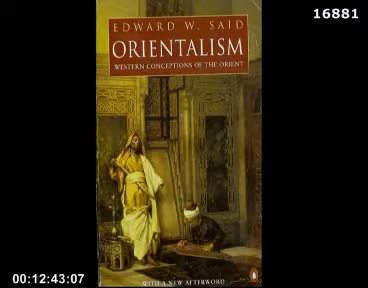 16881
EDWARD W. SAID
ORIENTALISM
WESTERN CONCEPTIONS OF THE ORIENT
WITH A NEW AFTERWORD
00:12:43:07